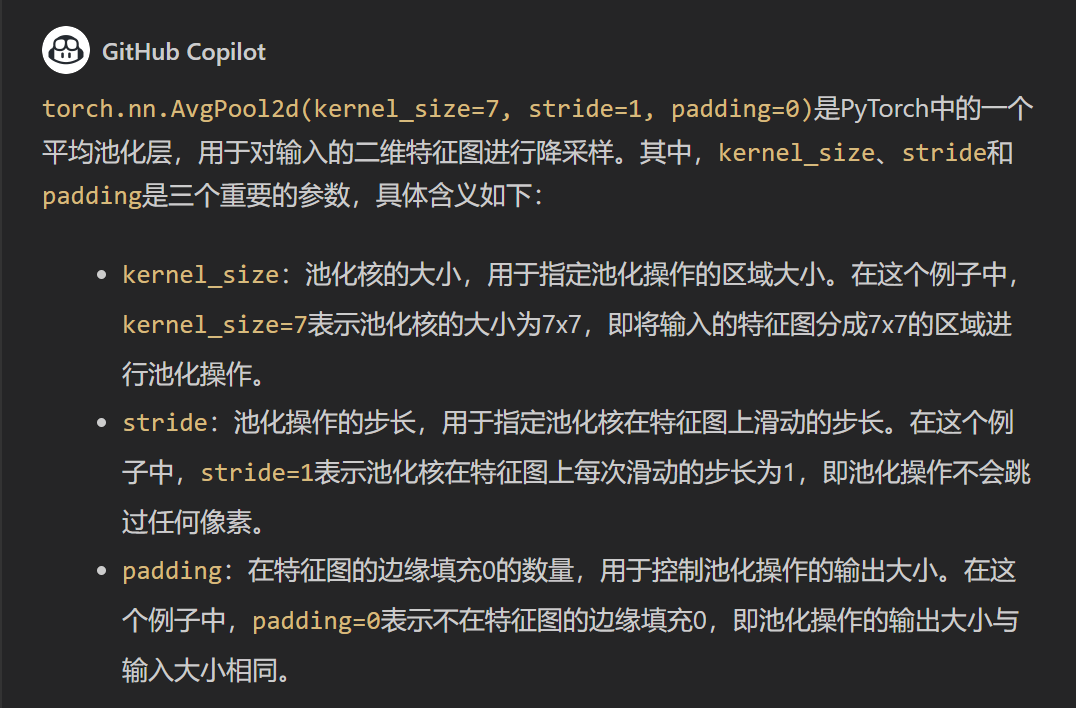 GitHub Copilot
torch.nn.AvgPool2d(kernel_size=7, stride=1, padding=0)是PyTorch中的一个
平均池化层，用于对输入的二维特征图进行降采样。其中，kernel_size、stride和
padding是三个重要的参数，具体含义如下：
• kernel_size：池化核的大小，用于指定池化操作的区域大小。在这个例子中，
kernel_size=7表示池化核的大小为7x7，即将输入的特征图分成7x7的区域进
行池化操作。
• stride：池化操作的步长，用于指定池化核在特征图上滑动的步长。在这个例
子中，stride=1表示池化核在特征图上每次滑动的步长为1，即池化操作不会跳
过任何像素。
• padding：在特征图的边缘填充0的数量，用于控制池化操作的输出大小。在这
个例子中，padding=0表示不在特征图的边缘填充0，即池化操作的输出大小与
输入大小相同。